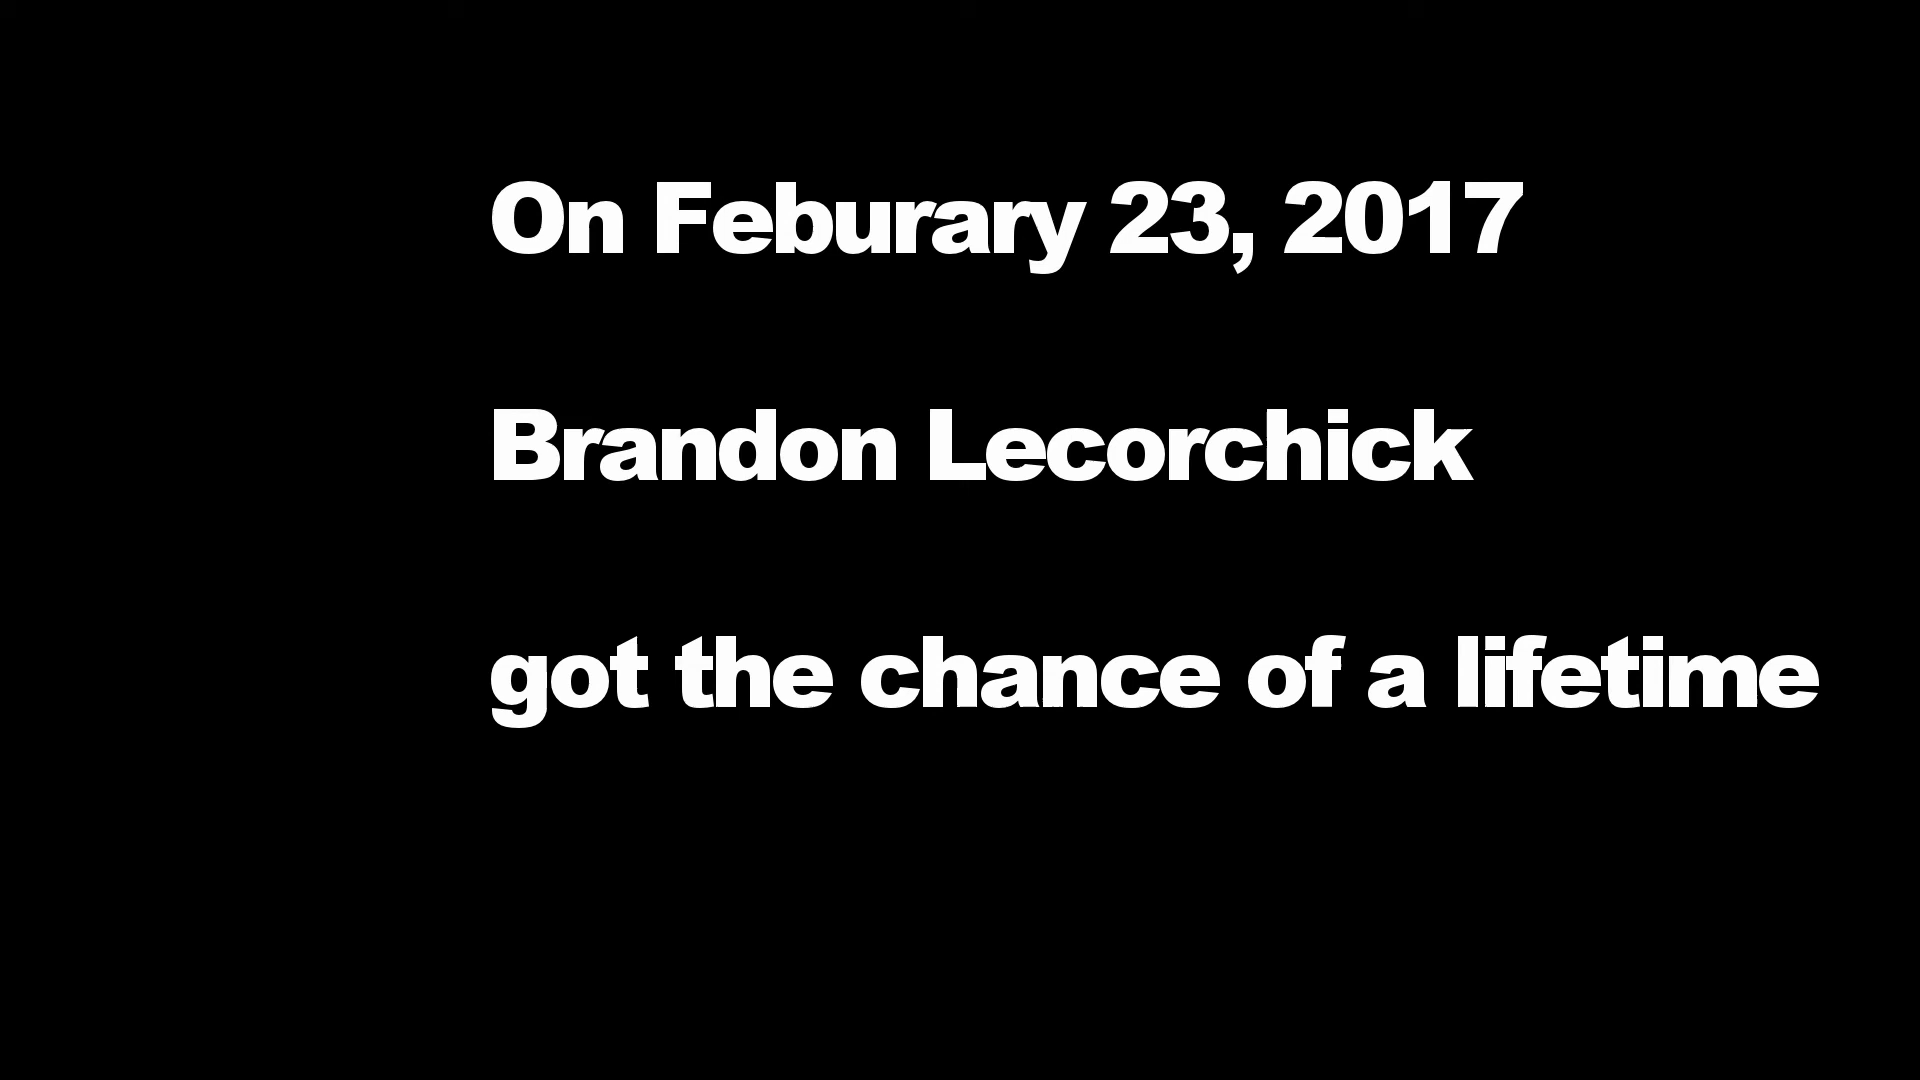 On Feburary 23, 2017
Brandon Lecorchick
got the chance of a lifetime